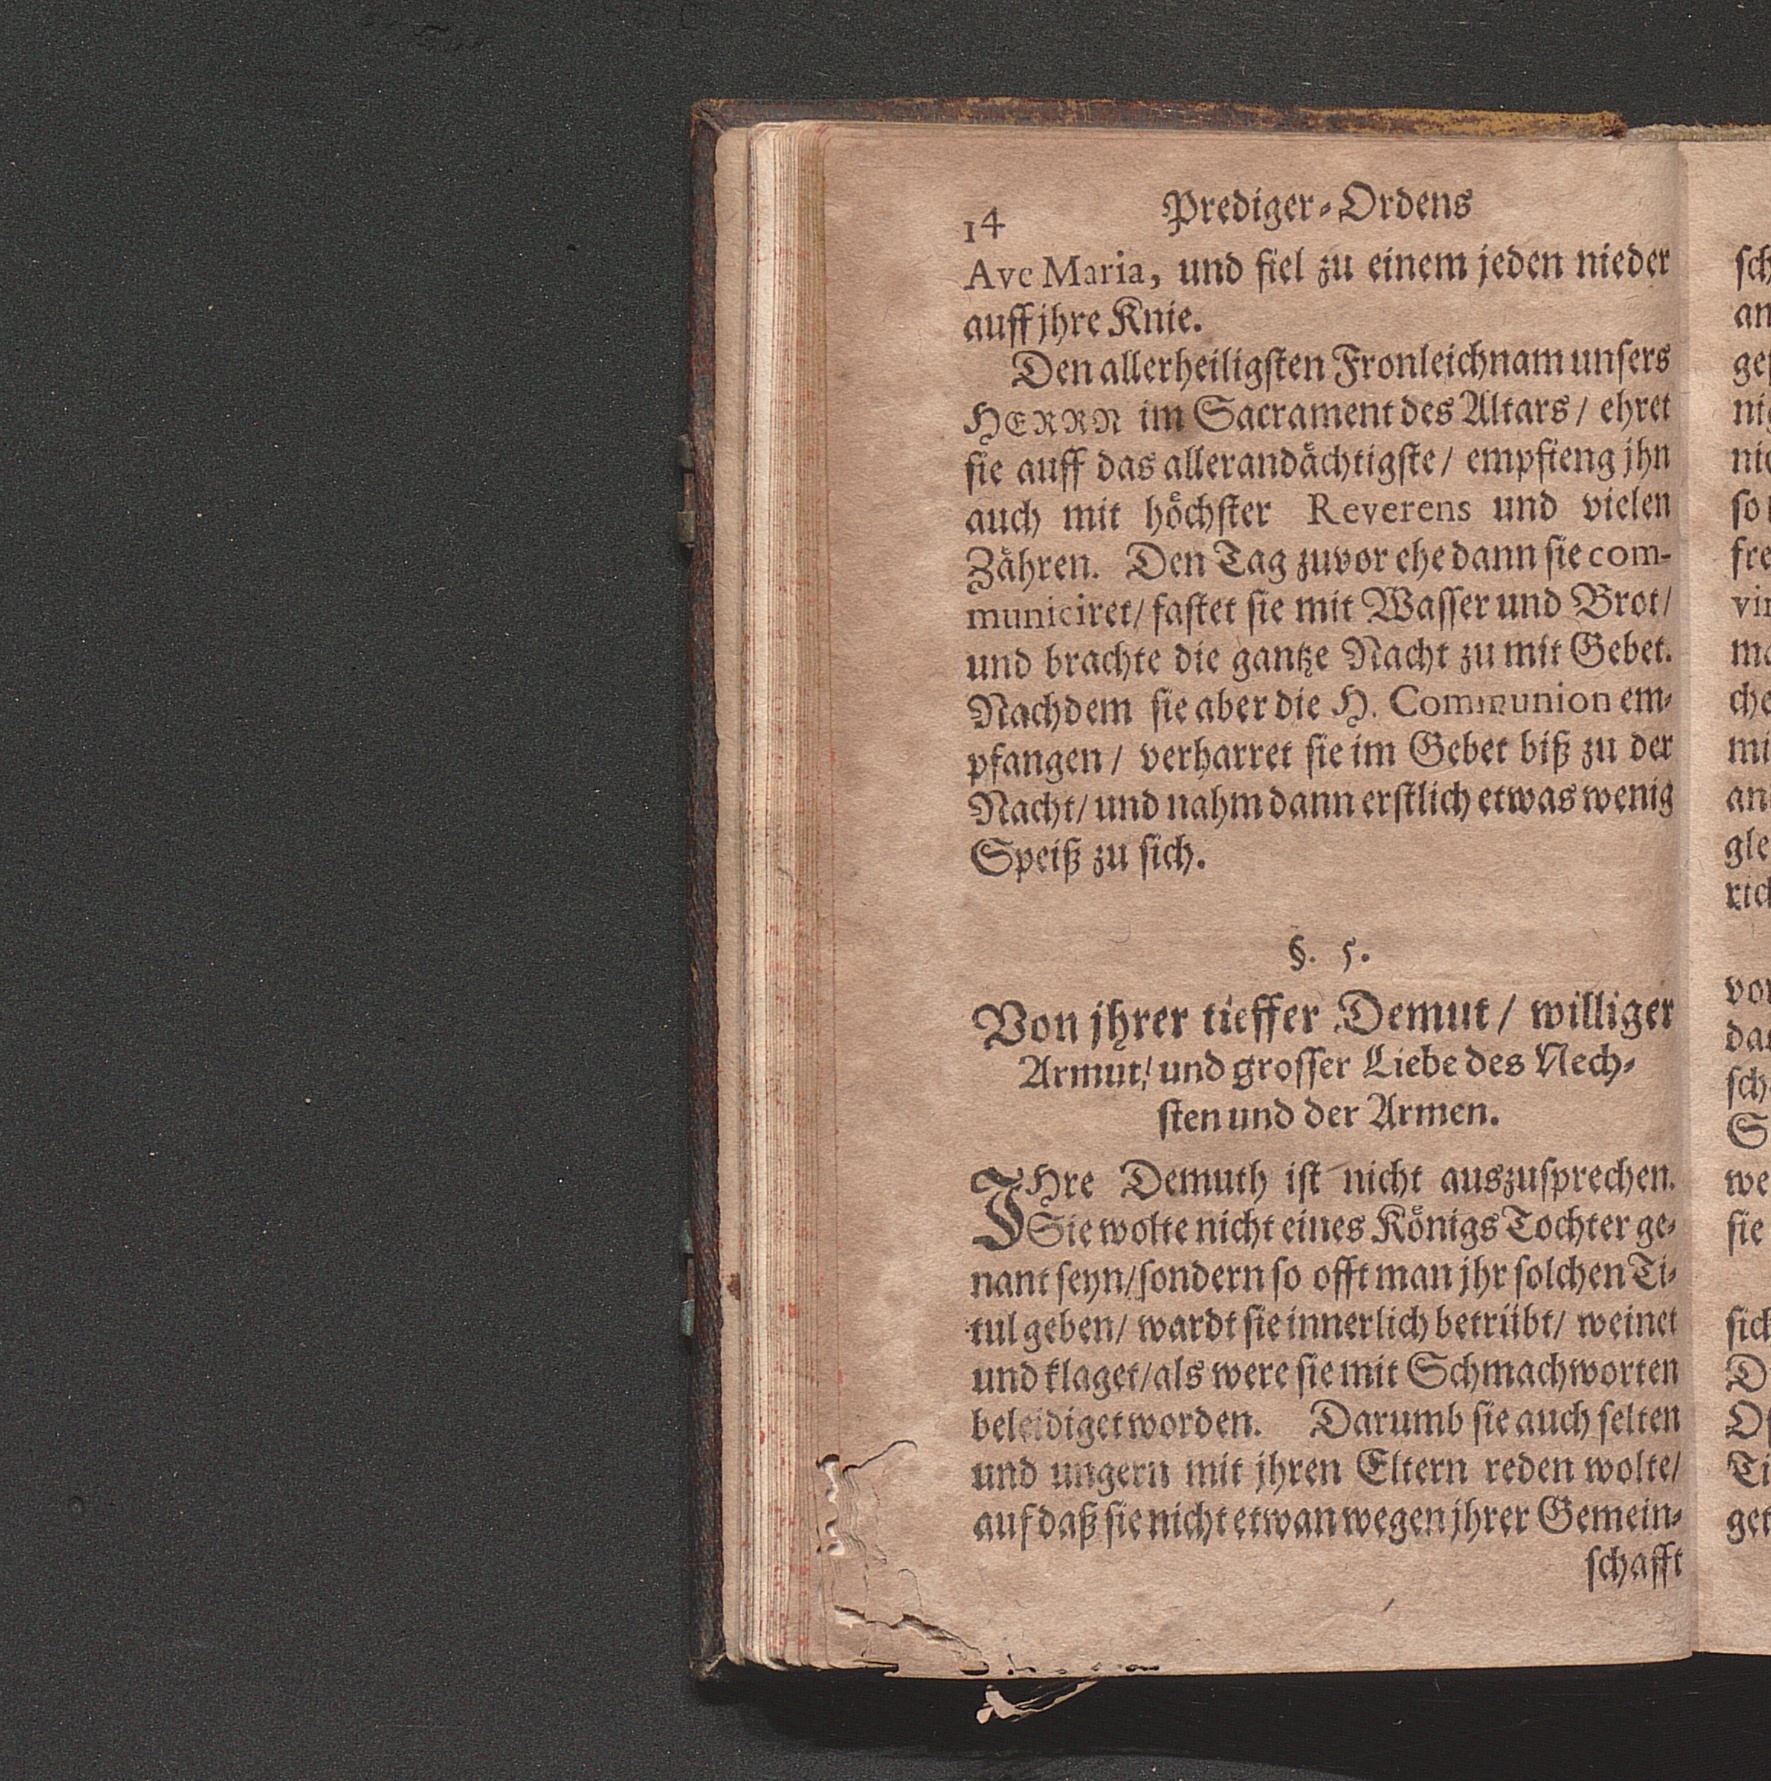 14 Prediger-Ordens
Ave Maria, und fiel zu einem jeden nieder
auff jhre Knie.
Den allerheiligsten Fronleichnam unsers
HERRN im Sacrament des Altars / ehret
sie auff das allerandåchtigste / empfieng jhn
auch mit hőchster Reverens und vielen
Zåhren. Den Tag zuvor ehe dann sie com-
municiret / fastet sie mit Wasser und Brot /
und brachte die gantze Nacht zu mit Gebet.
Nachdem sie aber die H. Communion em-
pfangen / verharret sie im Gebet biß zu der
Nacht / und nahm dann erstlich etwas wenig
Speiß zu sich.
§. 5.
Von jhrer tieffer Demut / williger
Armut / und grosser Liebe des Nech-
sten und der Armen.
IHre Demuth ist nicht auszusprechen.
Sie wolte nicht eines Kőnigs Tochter ge-
nant seyn / sondern so offt man jhr solchen Ti-
tul geben / wardt sie innerlich betrübt / weinet
und klaget / als were sie mit Schmachworten
beleidiget worden. Darumb sie auch selten
und ungern mit jhren Eltern reden wolte /
auf daß sie nicht etwan wegen jhrer Gemein-
schafft